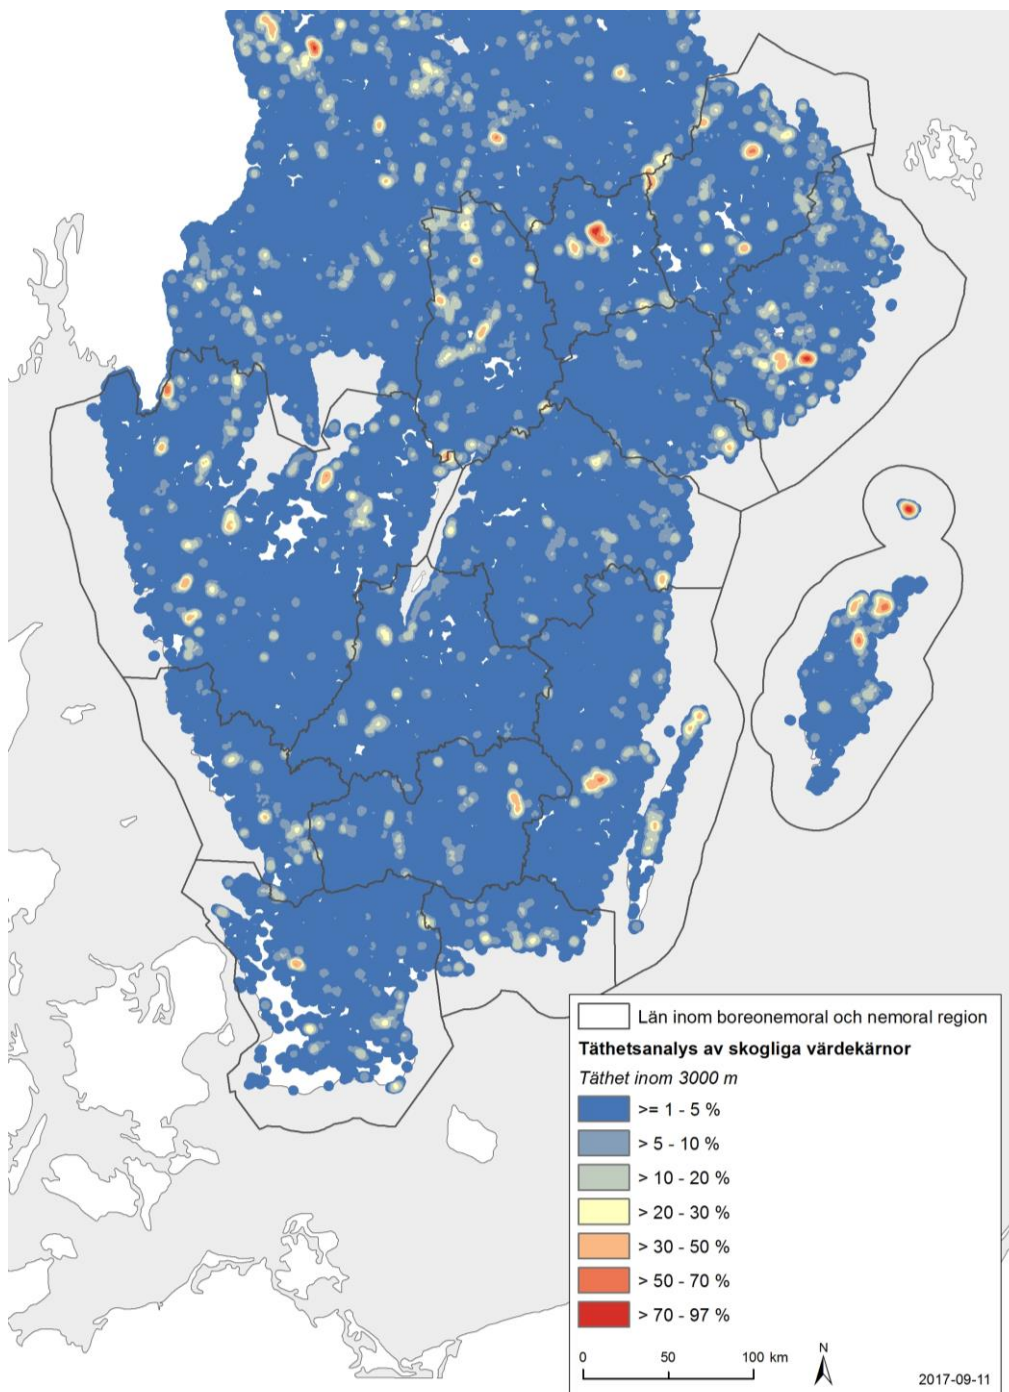 Län inom boreonemoral och nemoral region
Täthetsanalys av skogliga värdekärnor
Täthet inom 3000 m
>= 1 - 5 %
> 5 - 10 %
> 10 - 20 %
> 20 - 30 %
> 30 - 50 %
> 50 - 70 %
> 70 - 97 %
0 50 100 km
N
2017-09-11